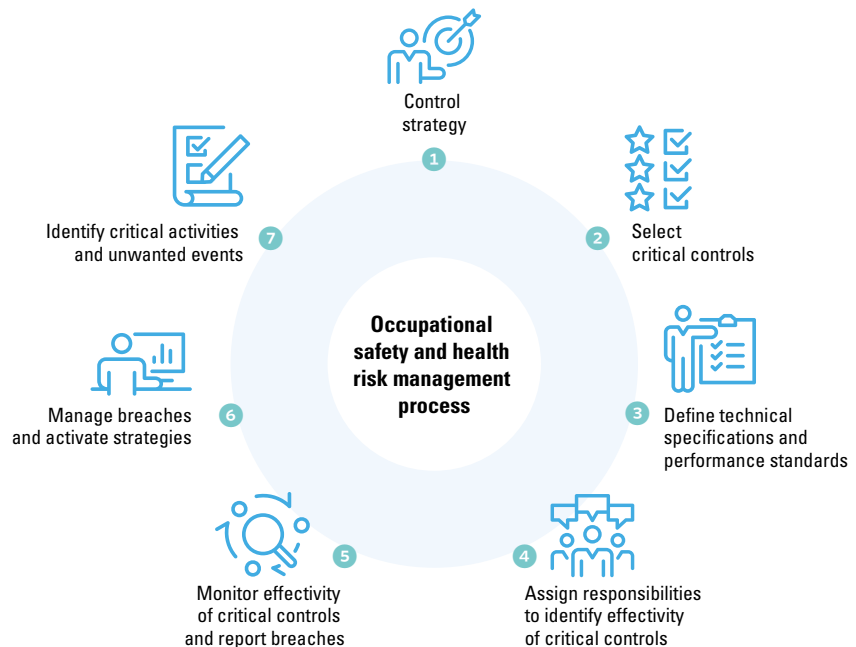 Control
strategy
1
2
Select
critical controls
3
Define technical
specifications and
performance standards
4
Assign responsibilities
to identify effectivity
of critical controls
5
Monitor effectivity
of critical controls
and report breaches
6
Manage breaches
and activate strategies
7
Identify critical activities
and unwanted events
Occupational
safety and health
risk management
process